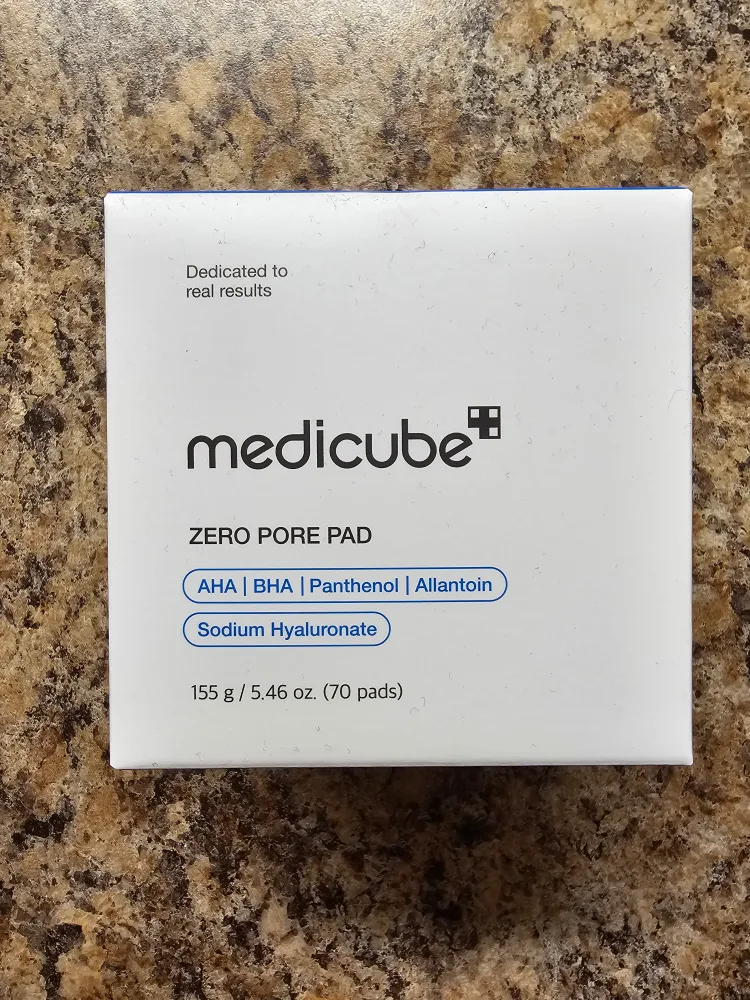 Dedicated to
real results
medicube
ZERO PORE PAD
AHA | BHA | Panthenol | Allantoin
Sodium Hyaluronate
155 g / 5.46 oz. (70 pads)